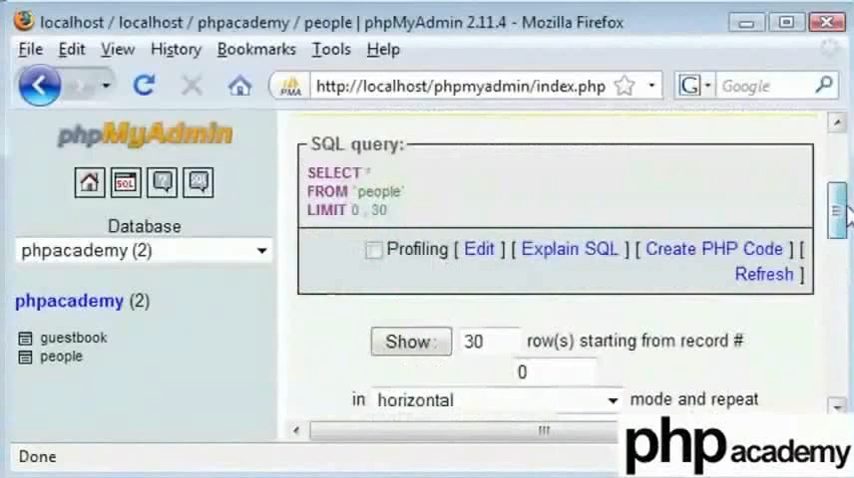 localhost / localhost / phpacademy / people | phpMyAdmin 2.11.4 - Mozilla Firefox
File Edit View History Bookmarks Tools Help
PMA http://localhost/phpmyadmin/index.php G Google
phpMyAdmin
SQL SQL
Database
phpacademy (2)
phpacademy (2)
guestbook
people
SQL query:
SELECT *
FROM `people`
LIMIT 0 , 30
Profiling [ Edit ] [ Explain SQL ] [ Create PHP Code ] [
Refresh ]
Show : 30 row(s) starting from record #
0
in horizontal mode and repeat
Done
php academy